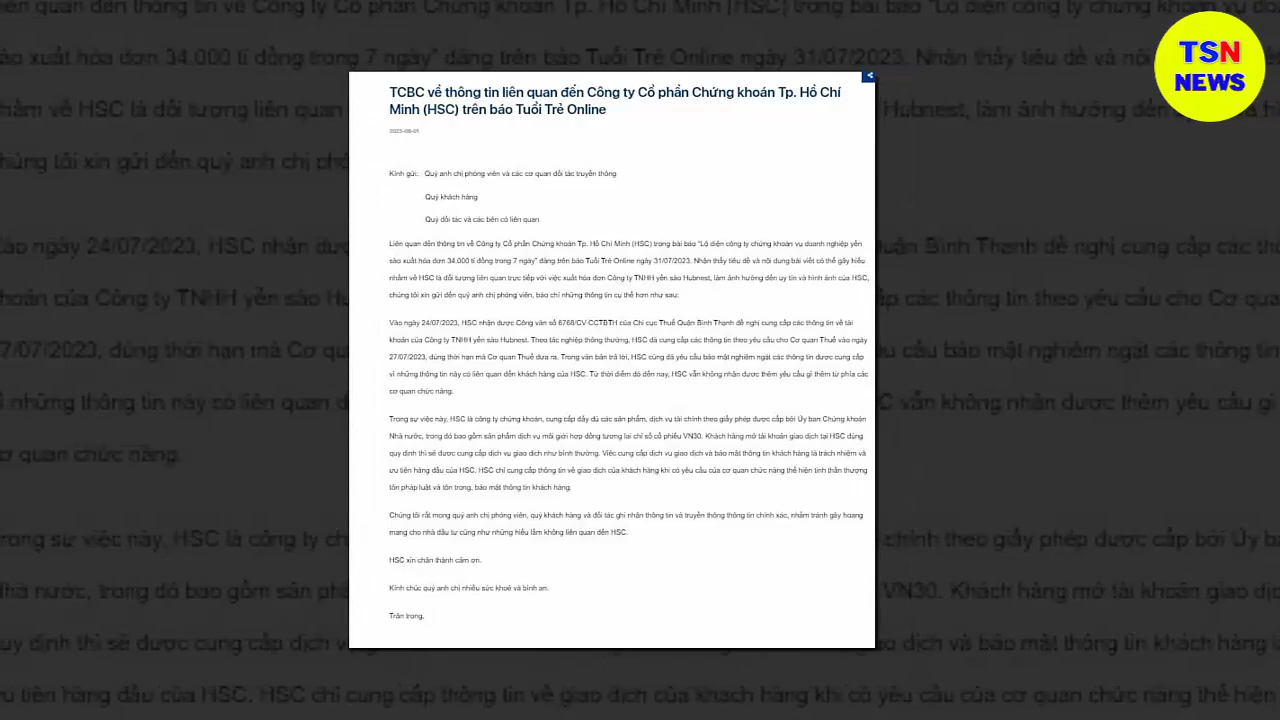 TSN
NEWS
TCBC về thông tin liên quan đến Công ty Cổ phần Chứng khoán Tp. Hồ Chí
Minh (HSC) trên báo Tuổi Trẻ Online
2023-08-01
Kính gửi: Quý anh chị phóng viên và các cơ quan đối tác truyền thông
Quý khách hàng
Quý đối tác và các bên có liên quan
Liên quan đến thông tin về Công ty Cổ phần Chứng khoán Tp. Hồ Chí Minh (HSC) trong bài báo "Lộ diện công ty chứng khoán vụ doanh nghiệp yến
sào xuất hóa đơn 34.000 tỉ đồng trong 7 ngày" đăng trên báo Tuổi Trẻ Online ngày 31/07/2023. Nhận thấy tiêu đề và nội dung bài viết có thể gây hiểu
nhầm về HSC là đối tượng liên quan trực tiếp với việc xuất hóa đơn Công ty TNHH yến sào Hubnest, làm ảnh hưởng đến uy tín và hình ảnh của HSC,
chúng tôi xin gửi đến quý anh chị phóng viên, báo chí những thông tin cụ thể hơn như sau:
Vào ngày 24/07/2023, HSC nhận được Công văn số 6768/CV-CCTBTH của Chi cục Thuế Quận Bình Thạnh đề nghị cung cấp các thông tin về tài
khoản của Công ty TNHH yến sào Hubnest. Theo tác nghiệp thông thường, HSC đã cung cấp các thông tin theo yêu cầu cho Cơ quan Thuế vào ngày
27/07/2023, đúng thời hạn mà Cơ quan Thuế đưa ra. Trong văn bản trả lời, HSC cũng đã yêu cầu bảo mật nghiêm ngặt các thông tin được cung cấp
vì những thông tin này có liên quan đến khách hàng của HSC. Từ thời điểm đó đến nay, HSC vẫn không nhận được thêm yêu cầu gì thêm từ phía các
cơ quan chức năng.
Trong sự việc này, HSC là công ty chứng khoán, cung cấp đầy đủ các sản phẩm, dịch vụ tài chính theo giấy phép được cấp bởi Ủy ban Chứng khoán
Nhà nước, trong đó bao gồm sản phẩm dịch vụ môi giới hợp đồng tương lai chỉ số cổ phiếu VN30. Khách hàng mở tài khoản giao dịch tại HSC đúng
quy định thì sẽ được cung cấp dịch vụ giao dịch như bình thường. Việc cung cấp dịch vụ giao dịch và bảo mật thông tin khách hàng là trách nhiệm và
ưu tiên hàng đầu của HSC. HSC chỉ cung cấp thông tin về giao dịch của khách hàng khi có yêu cầu của cơ quan chức năng thể hiện tinh thần thượng
tôn pháp luật và tôn trọng, bảo mật thông tin khách hàng.
Chúng tôi rất mong quý anh chị phóng viên, quý khách hàng và đối tác ghi nhận thông tin và truyền thông thông tin chính xác, nhằm tránh gây hoang
mang cho nhà đầu tư cũng như những hiểu lầm không liên quan đến HSC.
HSC xin chân thành cảm ơn.
Kính chúc quý anh chị nhiều sức khoẻ và bình an.
Trân trọng,